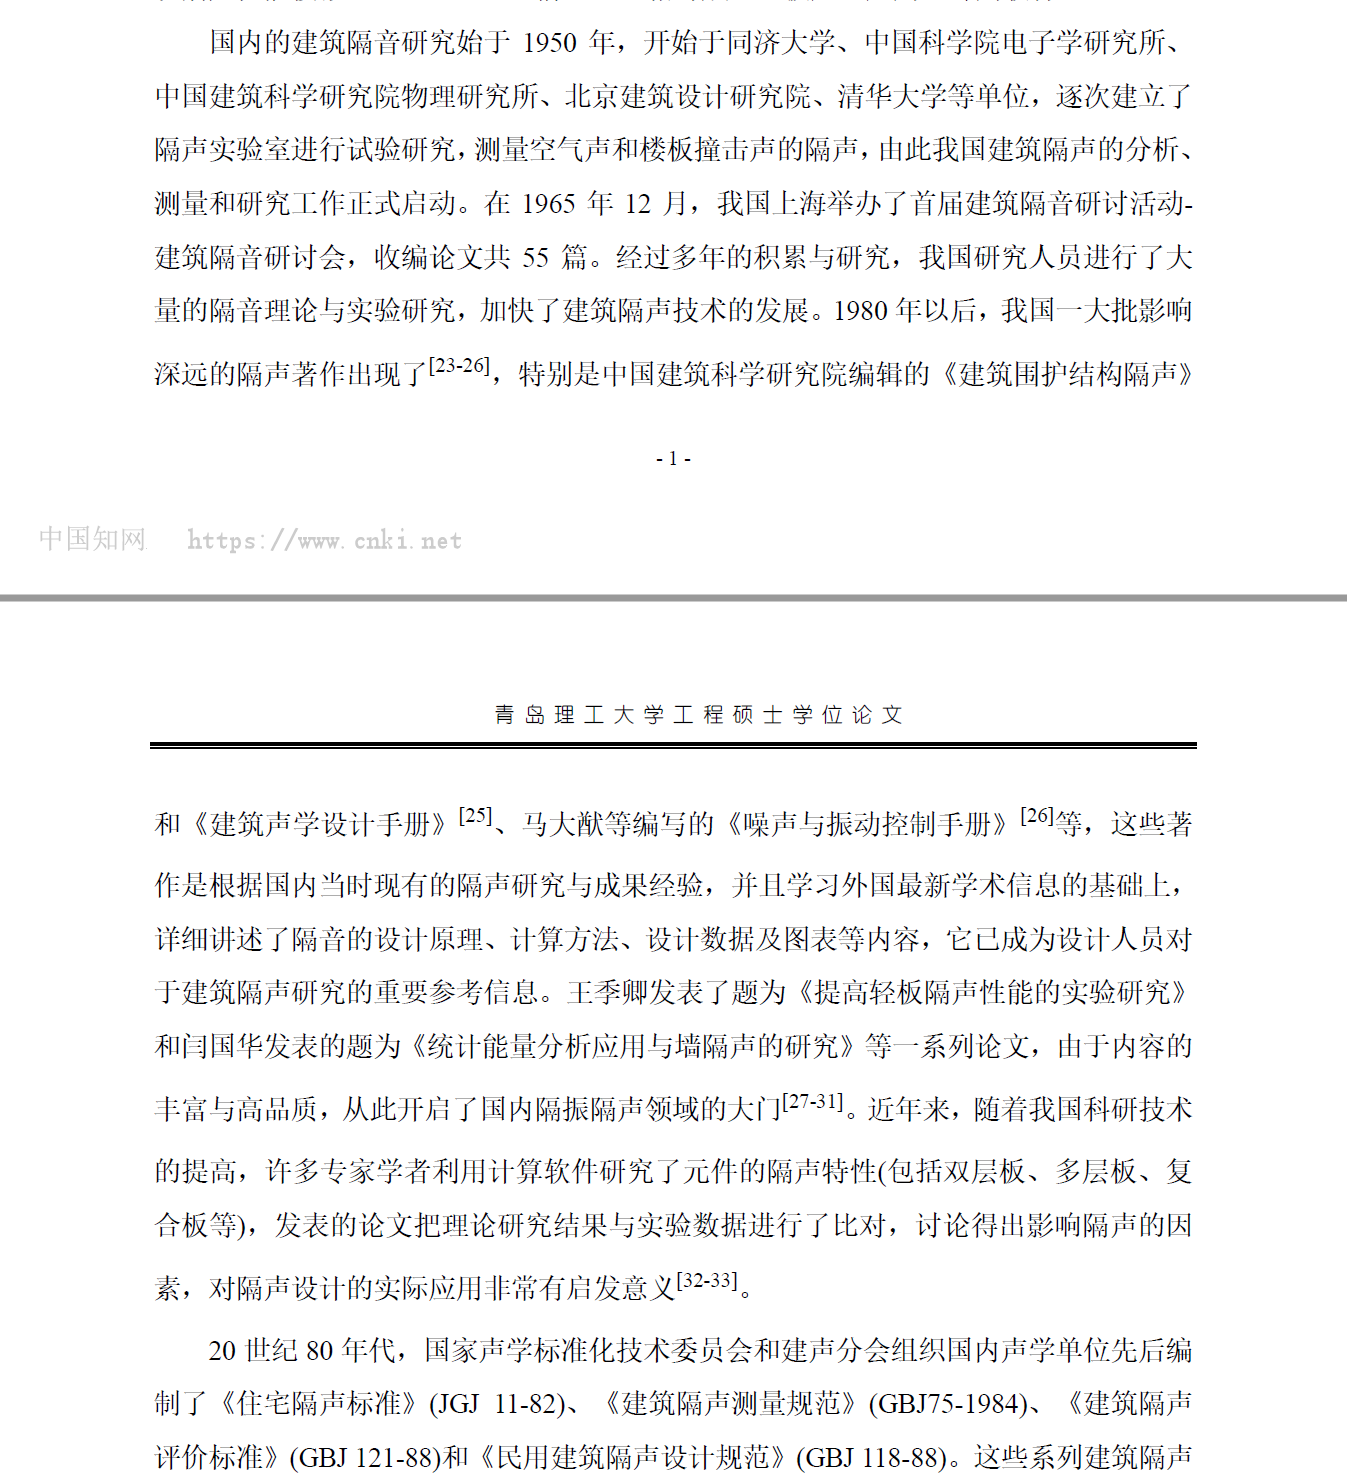 国内的建筑隔音研究始于 1950 年，开始于同济大学、中国科学院电子学研究所、
中国建筑科学研究院物理研究所、北京建筑设计研究院、清华大学等单位，逐次建立了
隔声实验室进行试验研究，测量空气声和楼板撞击声的隔声，由此我国建筑隔声的分析、
测量和研究工作正式启动。在 1965 年 12 月，我国上海举办了首届建筑隔音研讨活动-
建筑隔音研讨会，收编论文共 55 篇。经过多年的积累与研究，我国研究人员进行了大
量的隔音理论与实验研究，加快了建筑隔声技术的发展。1980 年以后，我国一大批影响
深远的隔声著作出现了[23-26]，特别是中国建筑科学研究院编辑的《建筑围护结构隔声》
- 1 -
中国知网 https://www.cnki.net
青岛理工大学工程硕士学位论文
和《建筑声学设计手册》[25]、马大猷等编写的《噪声与振动控制手册》[26]等，这些著
作是根据国内当时现有的隔声研究与成果经验，并且学习外国最新学术信息的基础上，
详细讲述了隔音的设计原理、计算方法、设计数据及图表等内容，它已成为设计人员对
于建筑隔声研究的重要参考信息。王季卿发表了题为《提高轻板隔声性能的实验研究》
和闫国华发表的题为《统计能量分析应用与墙隔声的研究》等一系列论文，由于内容的
丰富与高品质，从此开启了国内隔振隔声领域的大门[27-31]。近年来，随着我国科研技术
的提高，许多专家学者利用计算软件研究了元件的隔声特性(包括双层板、多层板、复
合板等)，发表的论文把理论研究结果与实验数据进行了比对，讨论得出影响隔声的因
素，对隔声设计的实际应用非常有启发意义[32-33]。
20 世纪 80 年代，国家声学标准化技术委员会和建声分会组织国内声学单位先后编
制了《住宅隔声标准》(JGJ 11-82)、《建筑隔声测量规范》(GBJ75-1984)、《建筑隔声
评价标准》(GBJ 121-88)和《民用建筑隔声设计规范》(GBJ 118-88)。这些系列建筑隔声